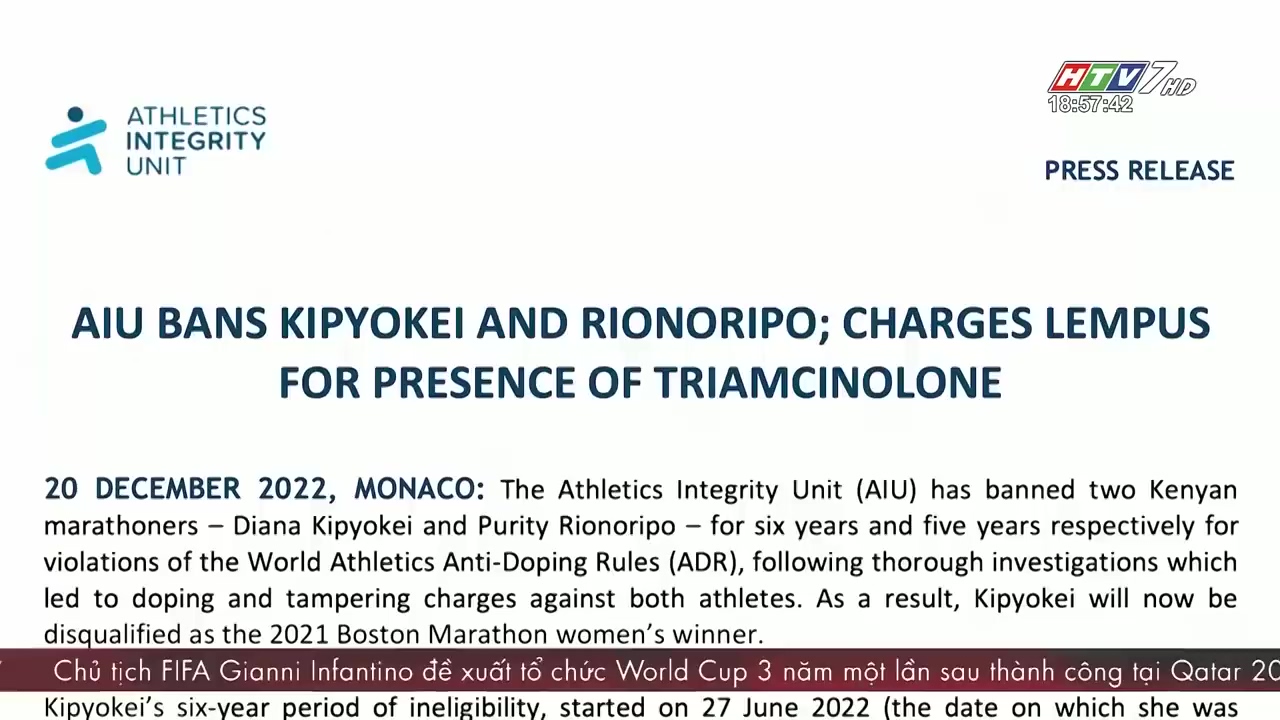 HTV7 HD
18:57:42
ATHLETICS
INTEGRITY
UNIT
PRESS RELEASE
AIU BANS KIPYOKEI AND RIONORIPO; CHARGES LEMPUS
FOR PRESENCE OF TRIAMCINOLONE
20 DECEMBER 2022, MONACO: The Athletics Integrity Unit (AIU) has banned two Kenyan
marathoners – Diana Kipyokei and Purity Rionoripo – for six years and five years respectively for
violations of the World Athletics Anti-Doping Rules (ADR), following thorough investigations which
led to doping and tampering charges against both athletes. As a result, Kipyokei will now be
disqualified as the 2021 Boston Marathon women’s winner.
Chủ tịch FIFA Gianni Infantino đề xuất tổ chức World Cup 3 năm một lần sau thành công tại Qatar 20
Kipyokei’s six-year period of ineligibility, started on 27 June 2022 (the date on which she was